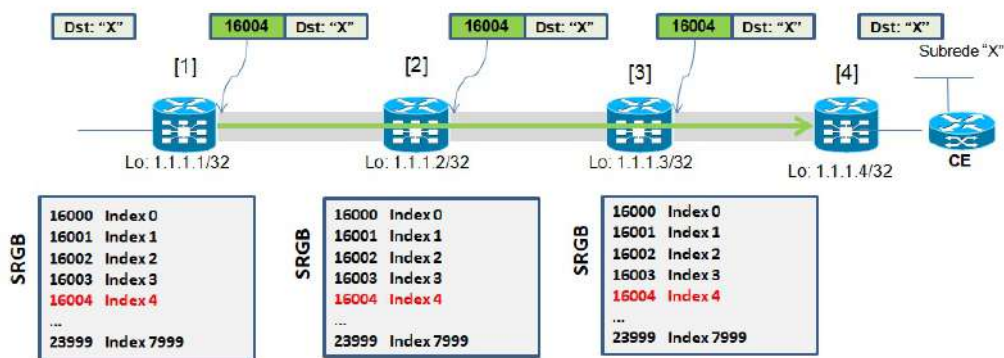 Dst: “X”
16004 Dst: “X”
16004 Dst: “X”
16004 Dst: “X”
Dst: “X”
Subrede “X”
[1]
[2]
[3]
[4]
Lo: 1.1.1.1/32
Lo: 1.1.1.2/32
Lo: 1.1.1.3/32
Lo: 1.1.1.4/32
CE
SRGB
16000 Index 0
16001 Index 1
16002 Index 2
16003 Index 3
16004 Index 4
...
23999 Index 7999
SRGB
16000 Index 0
16001 Index 1
16002 Index 2
16003 Index 3
16004 Index 4
...
23999 Index 7999
SRGB
16000 Index 0
16001 Index 1
16002 Index 2
16003 Index 3
16004 Index 4
...
23999 Index 7999